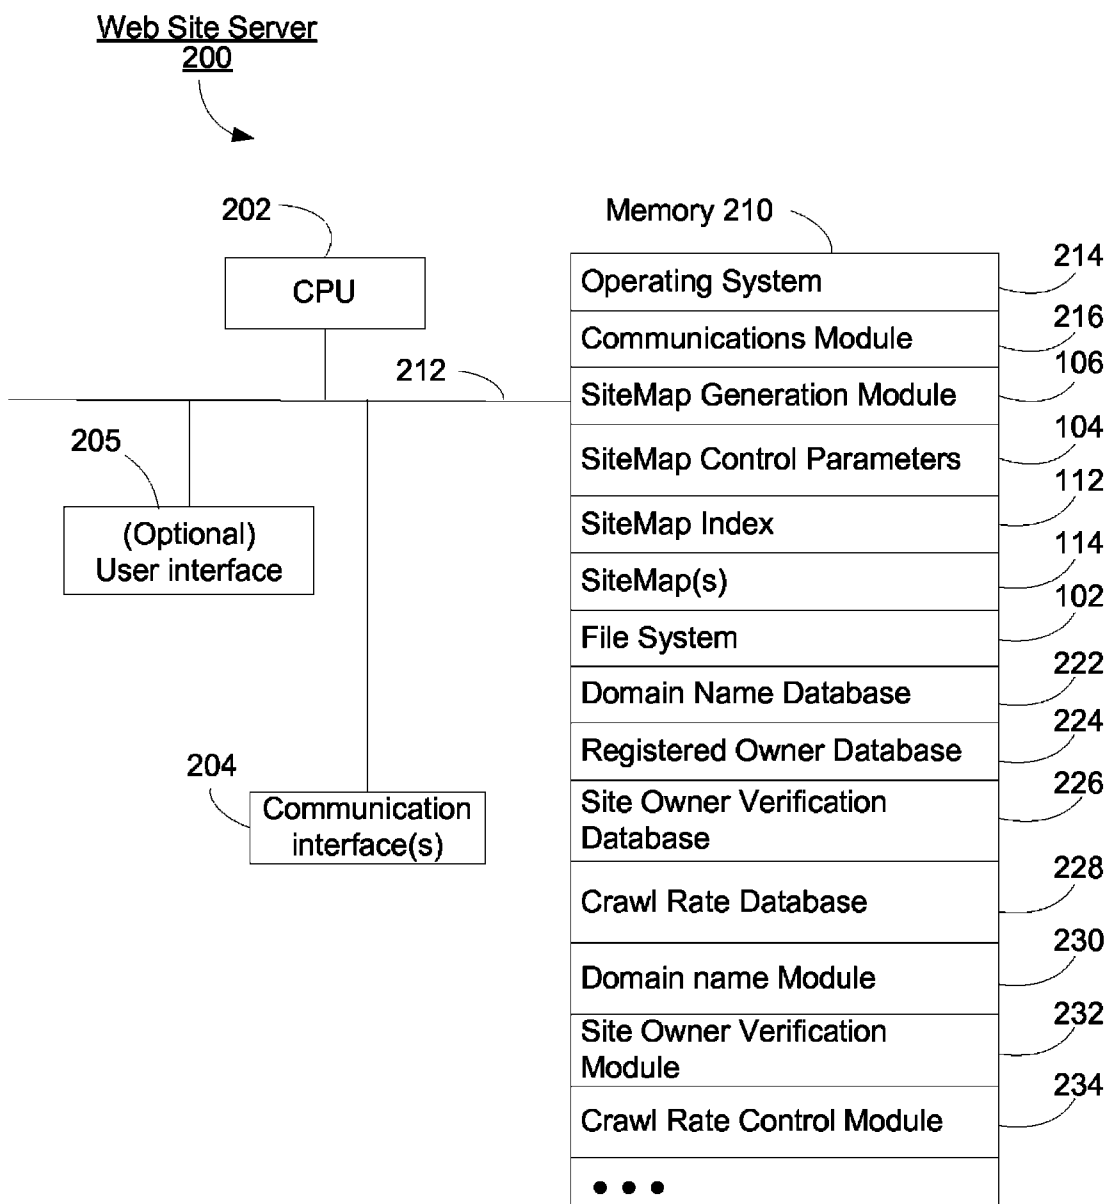 Web Site Server
200
202
CPU
212
205
(Optional)
User interface
204
Communication
interface(s)
Memory 210
Operating System
214
Communications Module
216
SiteMap Generation Module
106
SiteMap Control Parameters
104
SiteMap Index
112
SiteMap(s)
114
File System
102
Domain Name Database
222
Registered Owner Database
224
Site Owner Verification
Database
226
Crawl Rate Database
228
Domain name Module
230
Site Owner Verification
Module
232
Crawl Rate Control Module
234
• • •